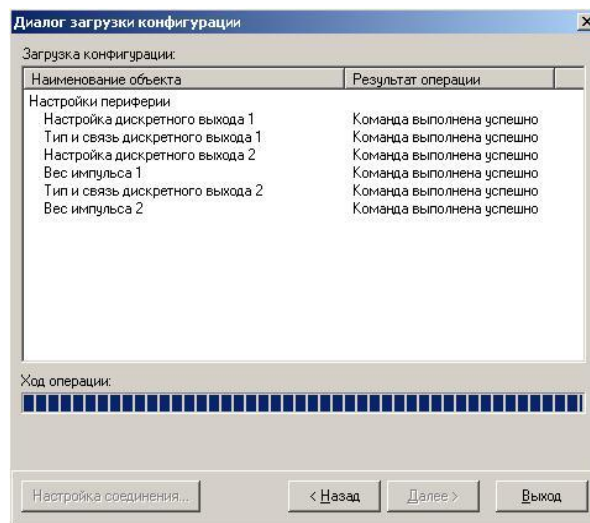 Диалог загрузки конфигурации
Загрузка конфигурации:
Наименование объекта Результат операции
Настройки периферии
Настройка дискретного выхода 1 Команда выполнена успешно
Тип и связь дискретного выхода 1 Команда выполнена успешно
Настройка дискретного выхода 2 Команда выполнена успешно
Вес импульса 1 Команда выполнена успешно
Тип и связь дискретного выхода 2 Команда выполнена успешно
Вес импульса 2 Команда выполнена успешно
Ход операции:
Настройка соединения... < Назад Далее > Выход